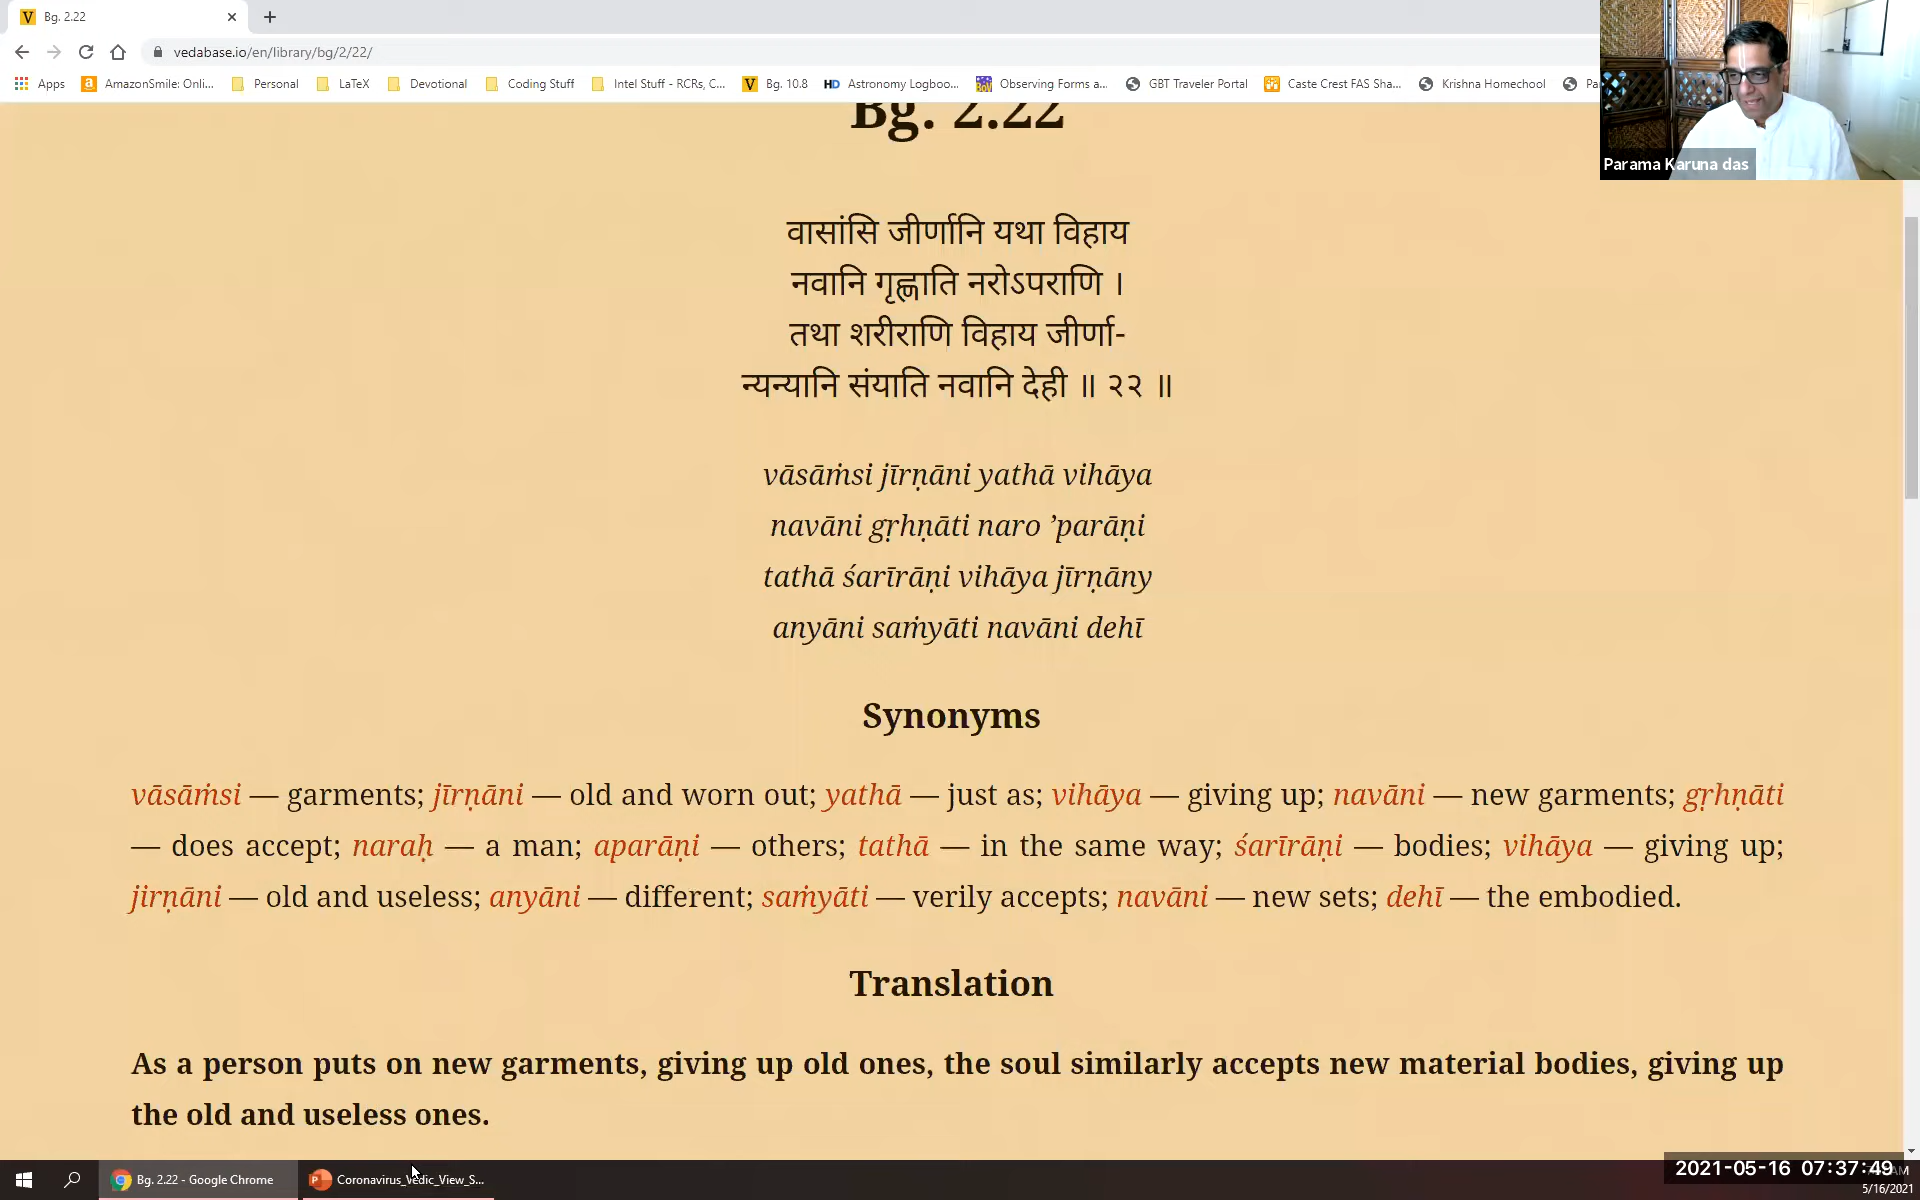 Bg. 2.22
vedabase.io/en/library/bg/2/22/
Apps AmazonSmile: Onli... Personal LaTeX Devotional Coding Stuff Intel Stuff - RCRs, C... Bg. 10.8 HD Astronomy Logboo... Observing Forms a... GBT Traveler Portal Caste Crest FAS Sha... Krishna Homechool Pa
Parama Karuna das
Bg. 2.22
वासांसि जीर्णानि यथा विहाय
नवानि गृह्णाति नरोऽपराणि ।
तथा शरीराणि विहाय जीर्णा-
न्यन्यानि संयाति नवानि देही ॥ २२ ॥
vāsāṁsi jīrṇāni yathā vihāya
navāni gṛhṇāti naro ’parāṇi
tathā śarīrāṇi vihāya jīrṇāny
anyāni saṁyāti navāni dehī
Synonyms
vāsāṁsi — garments; jīrṇāni — old and worn out; yathā — just as; vihāya — giving up; navāni — new garments; gṛhṇāti
— does accept; naraḥ — a man; aparāṇi — others; tathā — in the same way; śarīrāṇi — bodies; vihāya — giving up;
jirṇāni — old and useless; anyāni — different; saṁyāti — verily accepts; navāni — new sets; dehī — the embodied.
Translation
As a person puts on new garments, giving up old ones, the soul similarly accepts new material bodies, giving up
the old and useless ones.
Bg. 2.22 - Google Chrome Coronavirus_Vedic_View_S...
2021-05-16 07:37:49 AM
5/16/2021